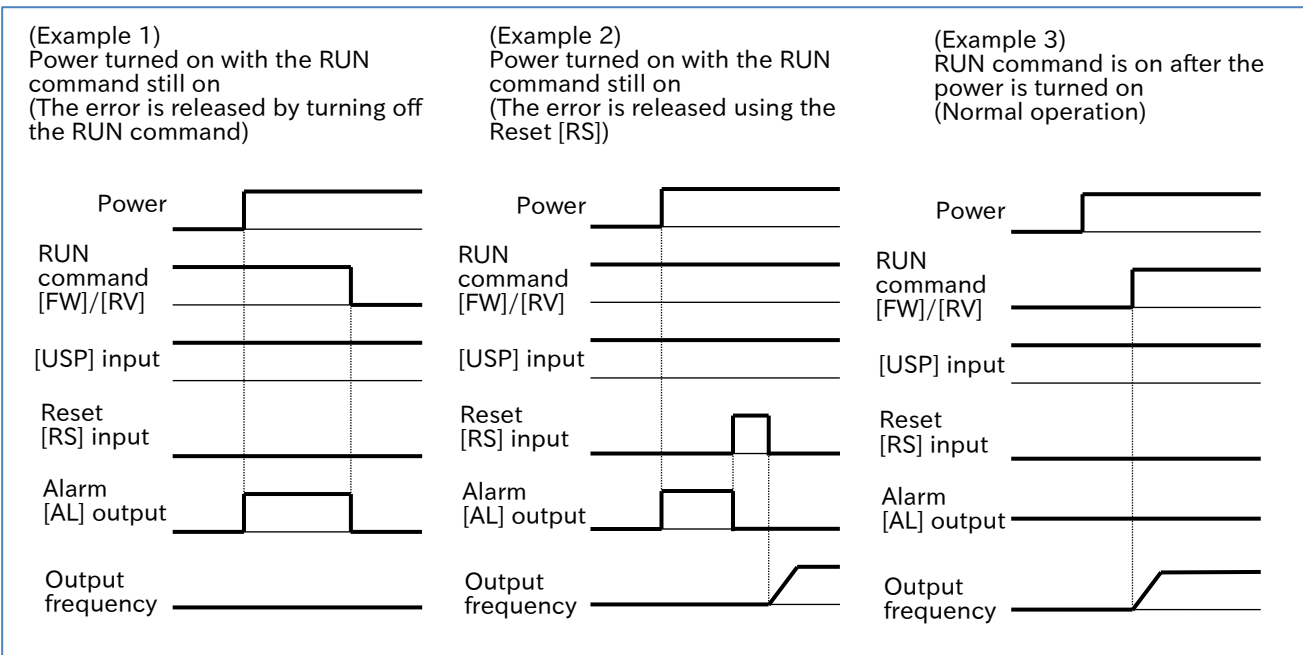 (Example 1)
Power turned on with the RUN
command still on
(The error is released by turning off
the RUN command)
Power
RUN
command
[FW]/[RV]
[USP] input
Reset
[RS] input
Alarm
[AL] output
Output
frequency
(Example 2)
Power turned on with the RUN
command still on
(The error is released using the
Reset [RS])
Power
RUN
command
[FW]/[RV]
[USP] input
Reset
[RS] input
Alarm
[AL] output
Output
frequency
(Example 3)
RUN command is on after the
power is turned on
(Normal operation)
Power
RUN
command
[FW]/[RV]
[USP] input
Reset
[RS] input
Alarm
[AL] output
Output
frequency